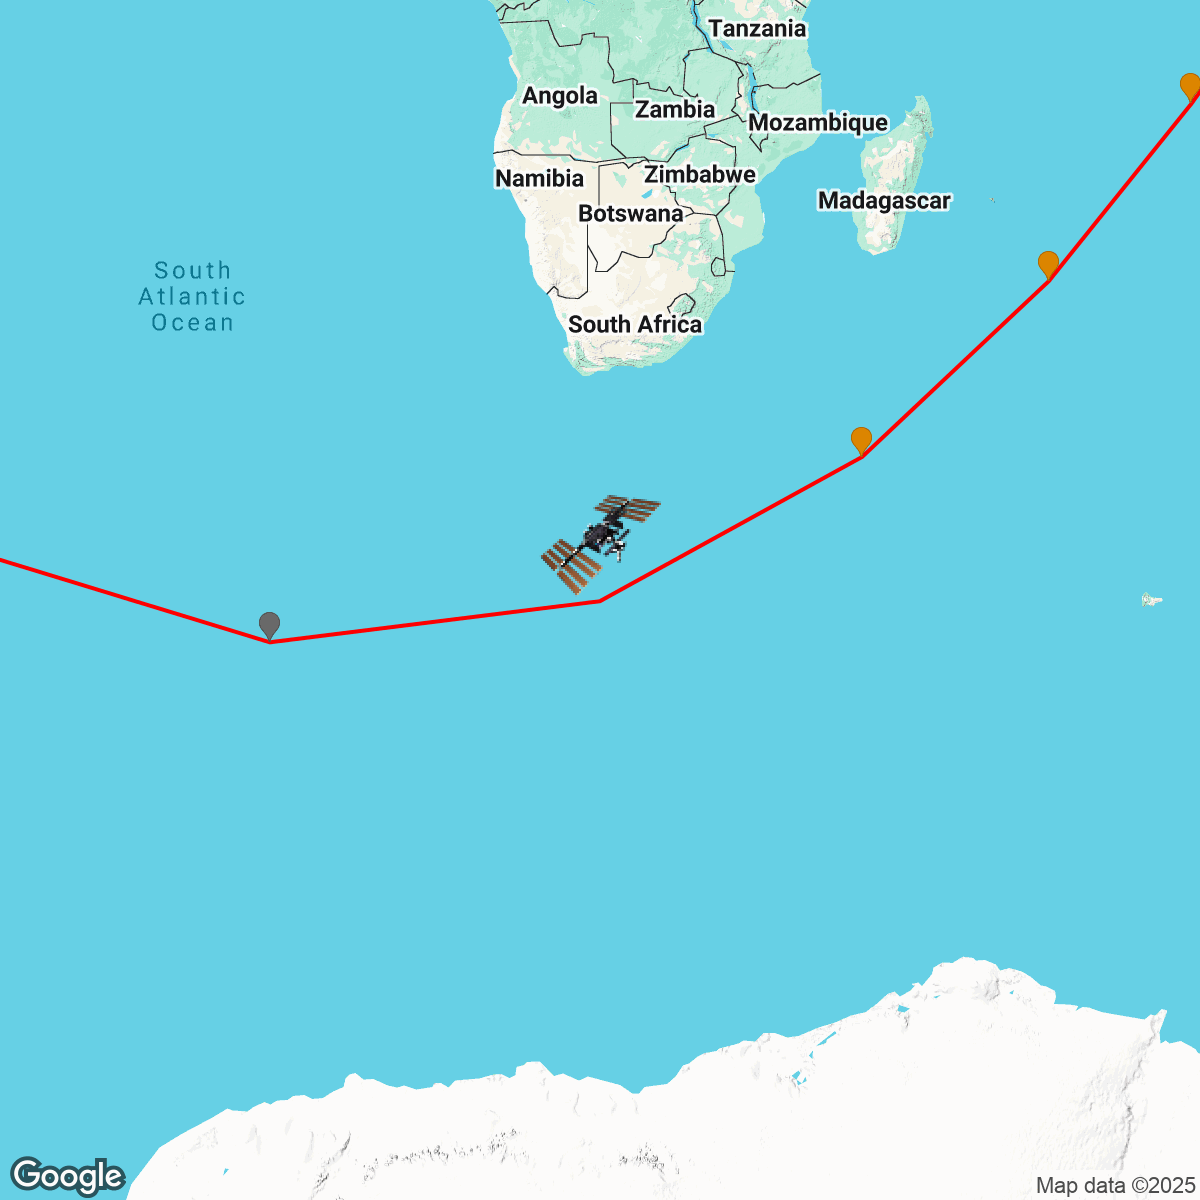 Tanzania
Angola
Zambia
Mozambique
Namibia
Zimbabwe
Madagascar
Botswana
South
Atlantic
Ocean
South Africa
Google
Map data ©2025